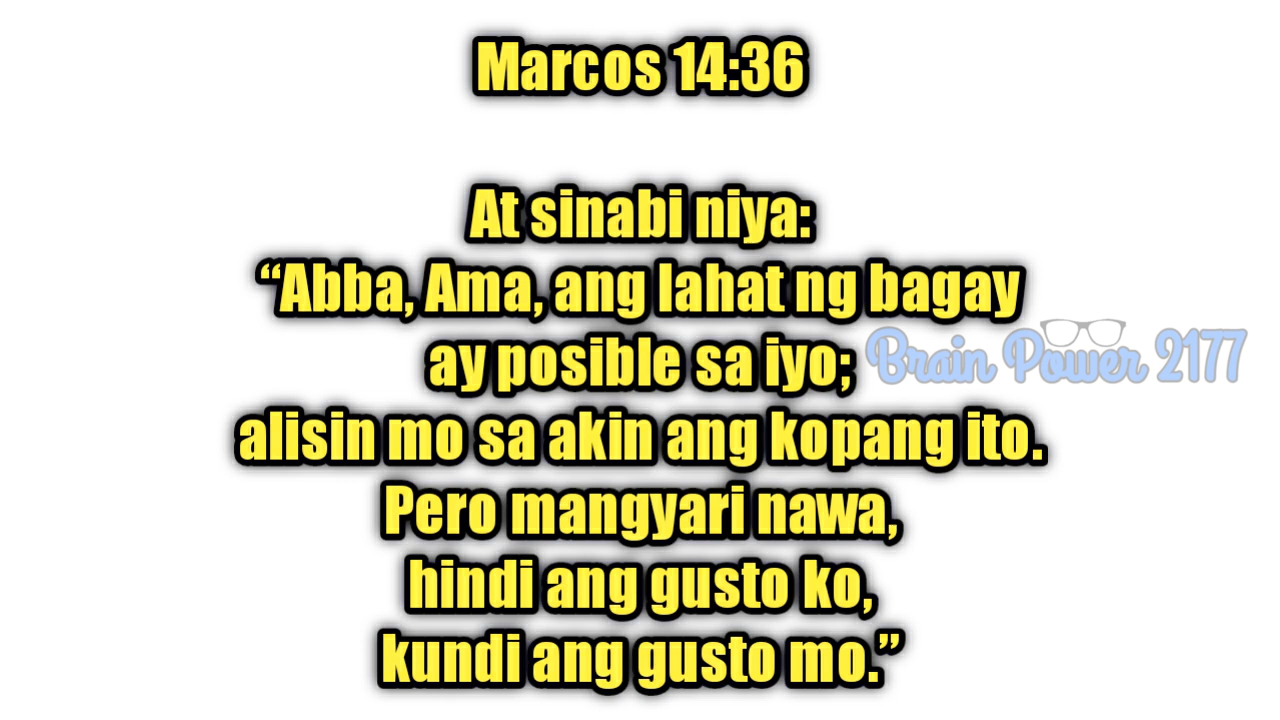 Marcos 14:36
At sinabi niya:
“Abba, Ama, ang lahat ng bagay
ay posible sa iyo;
Brain Power 2177
alisin mo sa akin ang kopang ito.
Pero mangyari nawa,
hindi ang gusto ko,
kundi ang gusto mo.”